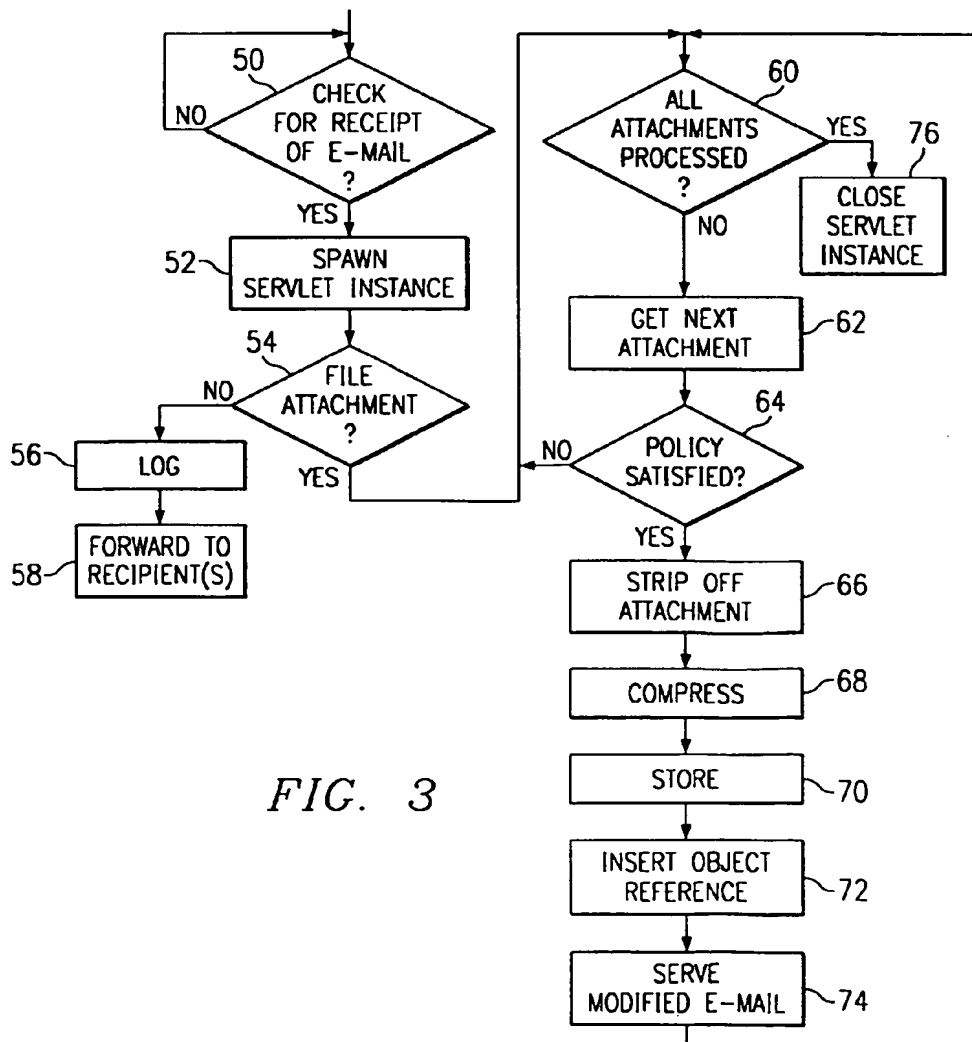 50
CHECK
FOR RECEIPT
OF E-MAIL
?
NO
YES
52
SPAWN
SERVLET INSTANCE
54
FILE
ATTACHMENT
?
NO
YES
56
LOG
58
FORWARD TO
RECIPIENT(S)
60
ALL
ATTACHMENTS
PROCESSED
?
YES
NO
76
CLOSE
SERVLET
INSTANCE
GET NEXT
ATTACHMENT
62
64
POLICY
SATISFIED?
NO
YES
STRIP OFF
ATTACHMENT
66
COMPRESS
68
STORE
70
INSERT OBJECT
REFERENCE
72
SERVE
MODIFIED E-MAIL
74
FIG. 3